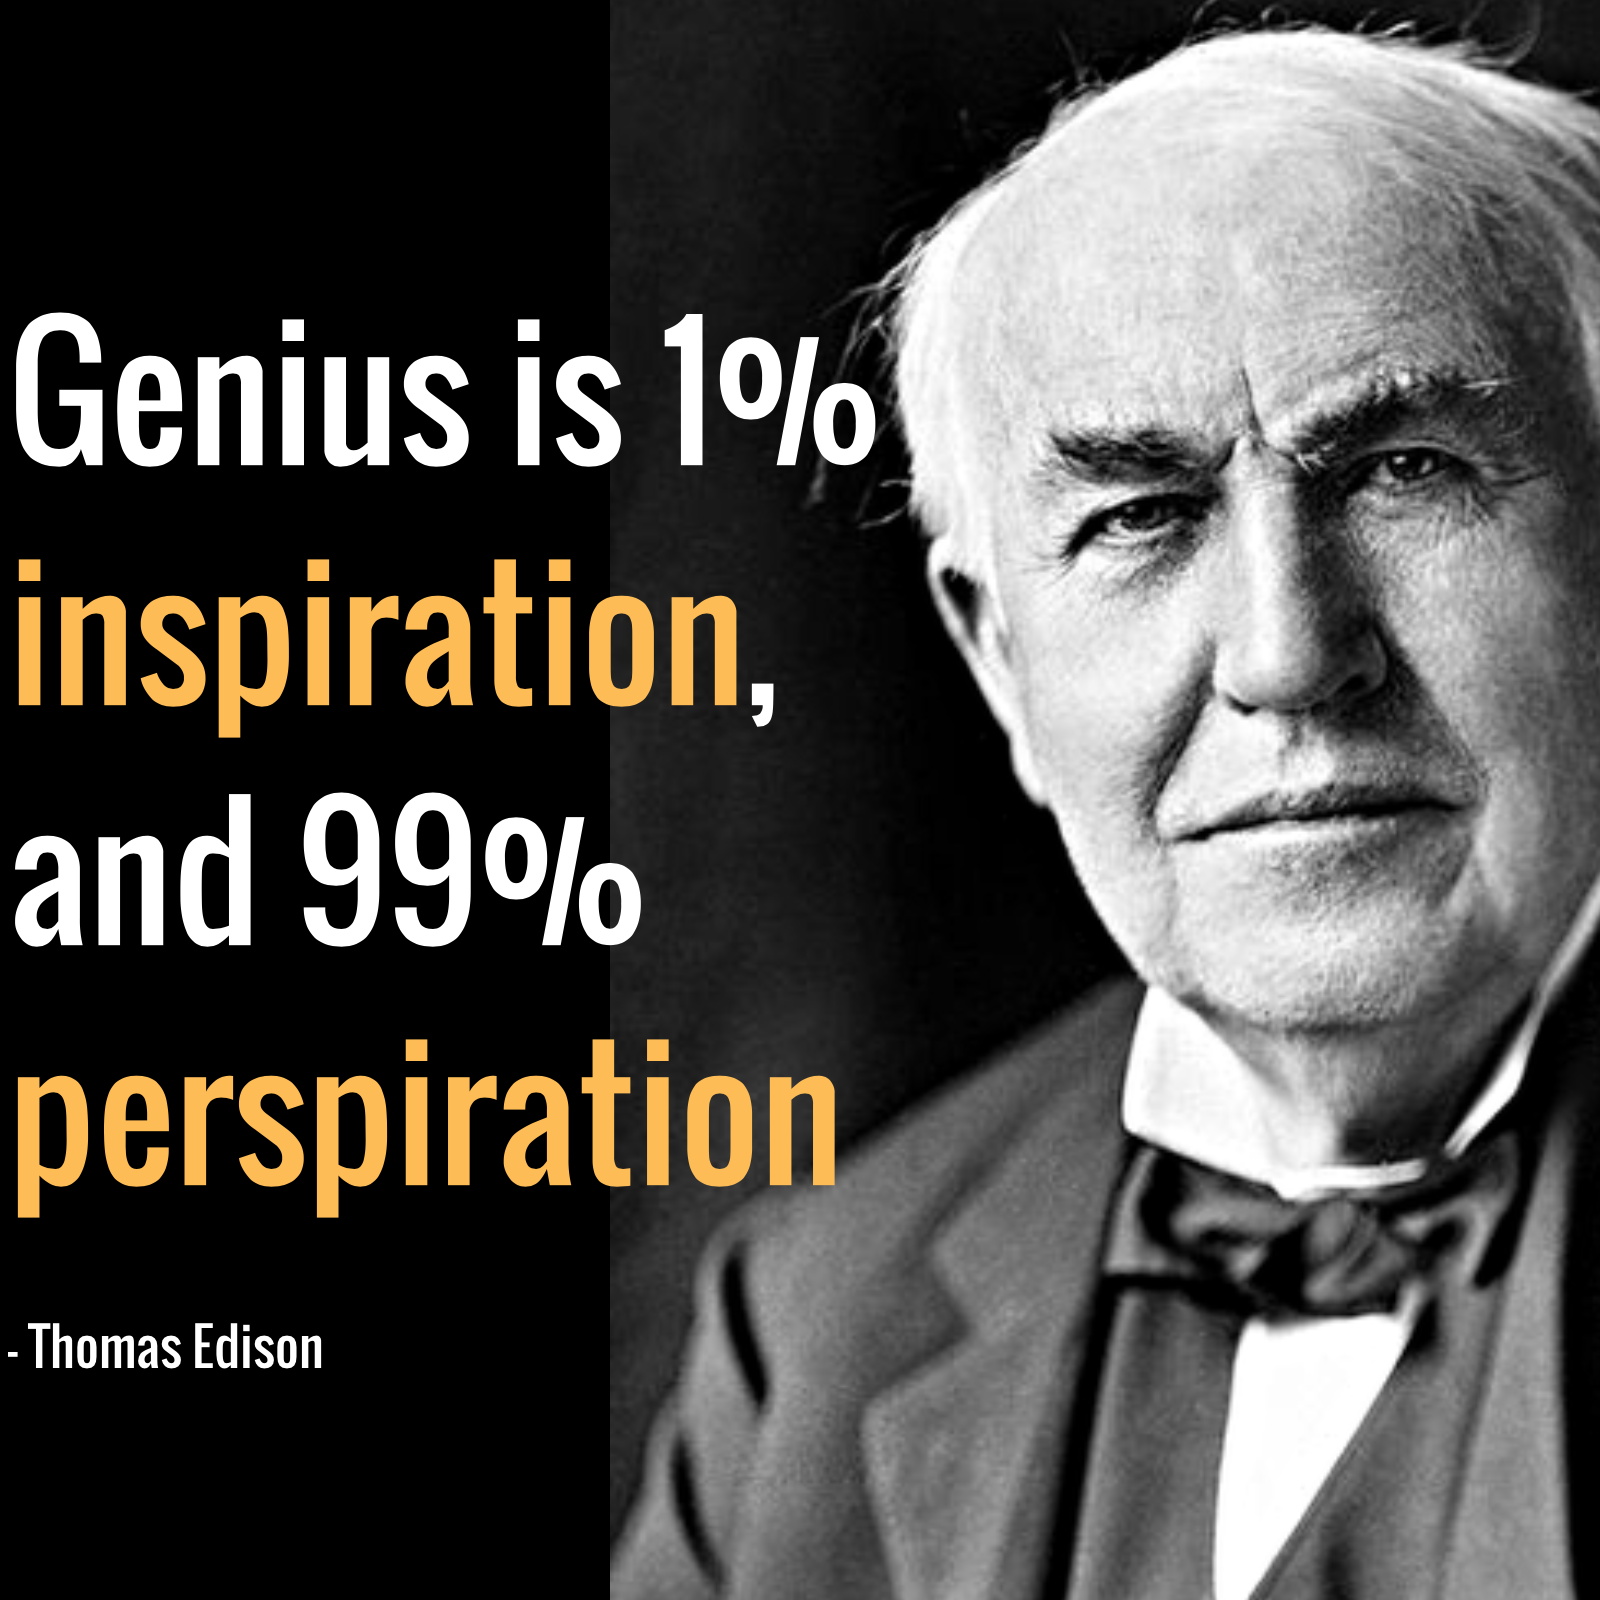 Genius is 1%
inspiration,
and 99%
perspiration
- Thomas Edison